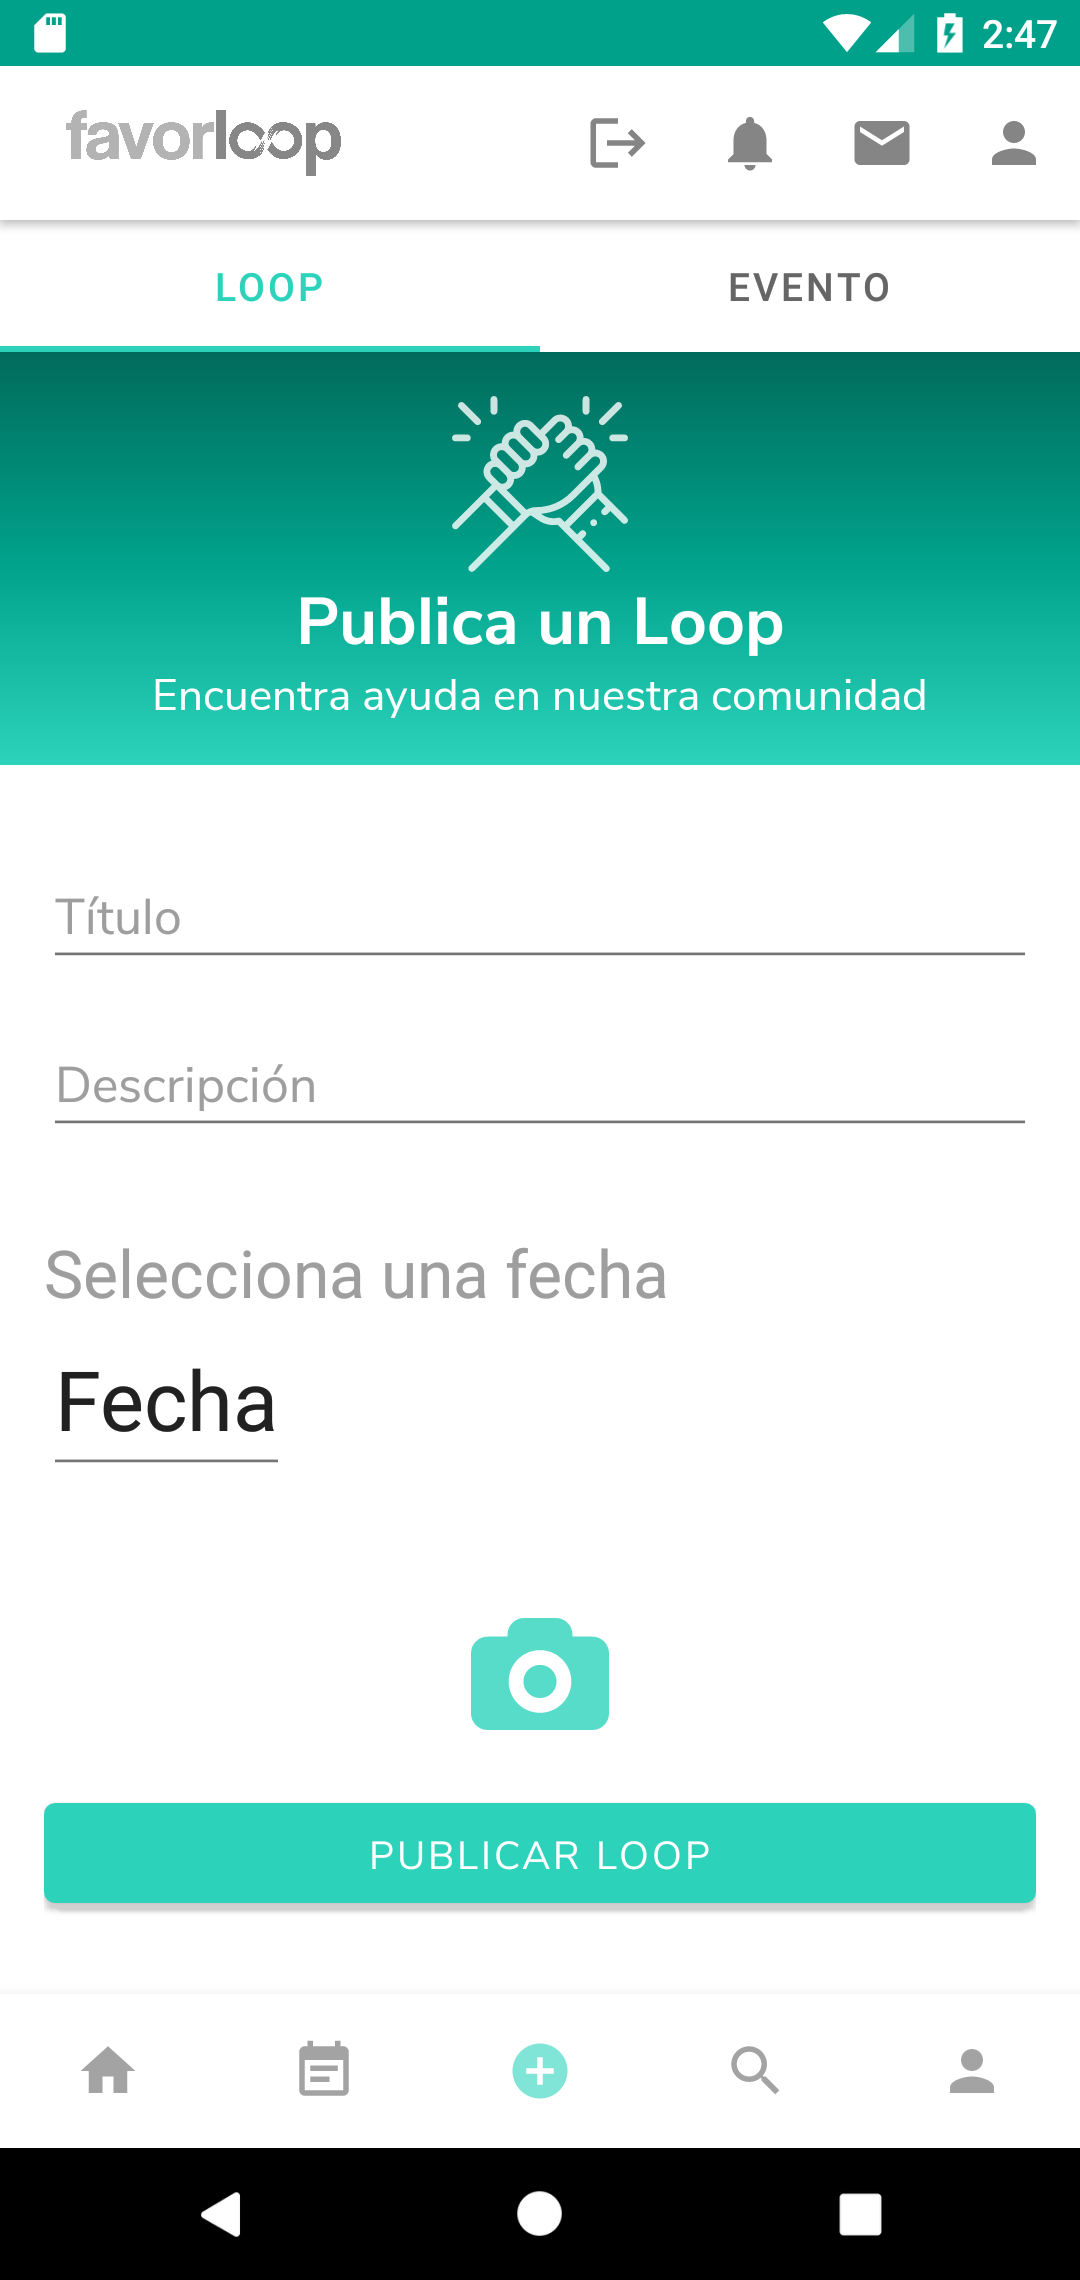 2:47
favorloop
LOOP
EVENTO
Publica un Loop
Encuentra ayuda en nuestra comunidad
Título
Descripción
Selecciona una fecha
Fecha
PUBLICAR LOOP